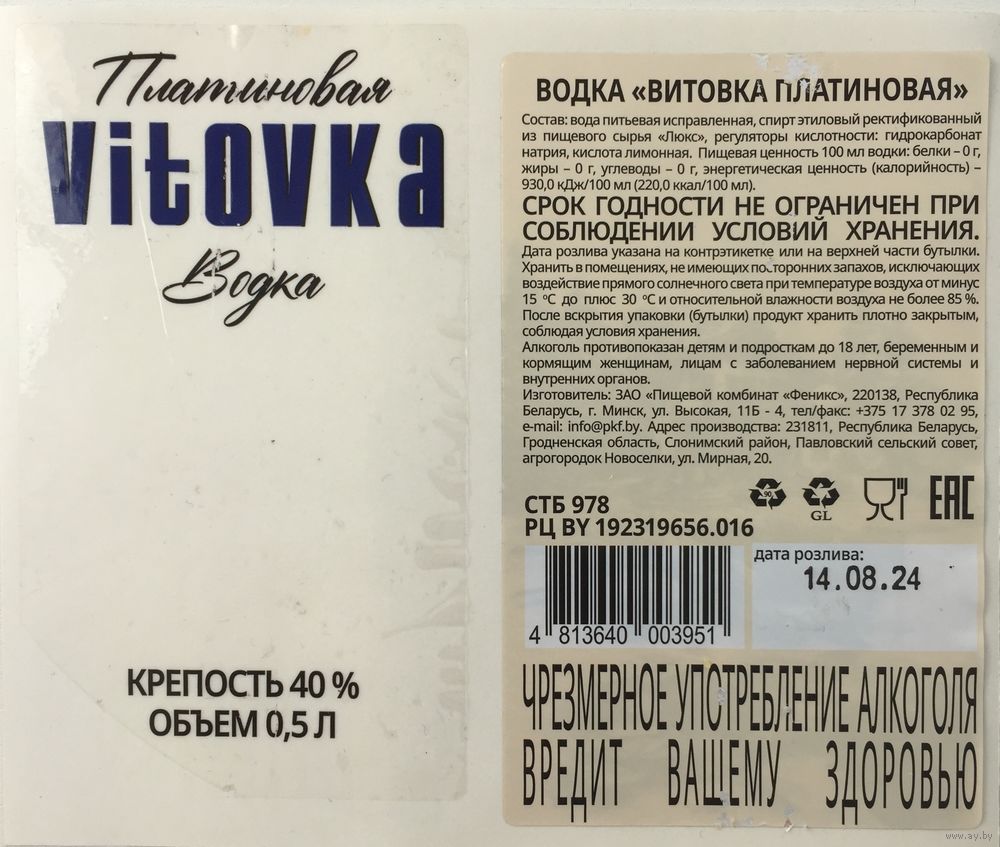 Платиновая
Vitovka
Водка
КРЕПОСТЬ 40 %
ОБЪЕМ 0,5 Л
ВОДКА «ВИТОВКА ПЛАТИНОВАЯ»
Состав: вода питьевая исправленная, спирт этиловый ректификованный
из пищевого сырья «Люкс», регуляторы кислотности: гидрокарбонат
натрия, кислота лимонная. Пищевая ценность 100 мл водки: белки – 0 г,
жиры – 0 г, углеводы – 0 г, энергетическая ценность (калорийность) –
930,0 кДж/100 мл (220,0 ккал/100 мл).
СРОК ГОДНОСТИ НЕ ОГРАНИЧЕН ПРИ
СОБЛЮДЕНИИ УСЛОВИЙ ХРАНЕНИЯ.
Дата розлива указана на контрэтикетке или на верхней части бутылки.
Хранить в помещениях, не имеющих посторонних запахов, исключающих
воздействие прямого солнечного света при температуре воздуха от минус
15 °С до плюс 30 °С и относительной влажности воздуха не более 85 %.
После вскрытия упаковки (бутылки) продукт хранить плотно закрытым,
соблюдая условия хранения.
Алкоголь противопоказан детям и подросткам до 18 лет, беременным и
кормящим женщинам, лицам с заболеванием нервной системы и
внутренних органов.
Изготовитель: ЗАО «Пищевой комбинат «Феникс», 220138, Республика
Беларусь, г. Минск, ул. Высокая, 11Б - 4, тел/факс: +375 17 378 02 95,
e-mail: info@pkf.by. Адрес производства: 231811, Республика Беларусь,
Гродненская область, Слонимский район, Павловский сельский совет,
агрогородок Новоселки, ул. Мирная, 20.
90
GL
EAC
СТБ 978
РЦ BY 192319656.016
дата розлива:
14.08.24
4 813640 003951
ЧРЕЗМЕРНОЕ УПОТРЕБЛЕНИЕ АЛКОГОЛЯ
ВРЕДИТ ВАШЕМУ ЗДОРОВЬЮ
www.ay.by